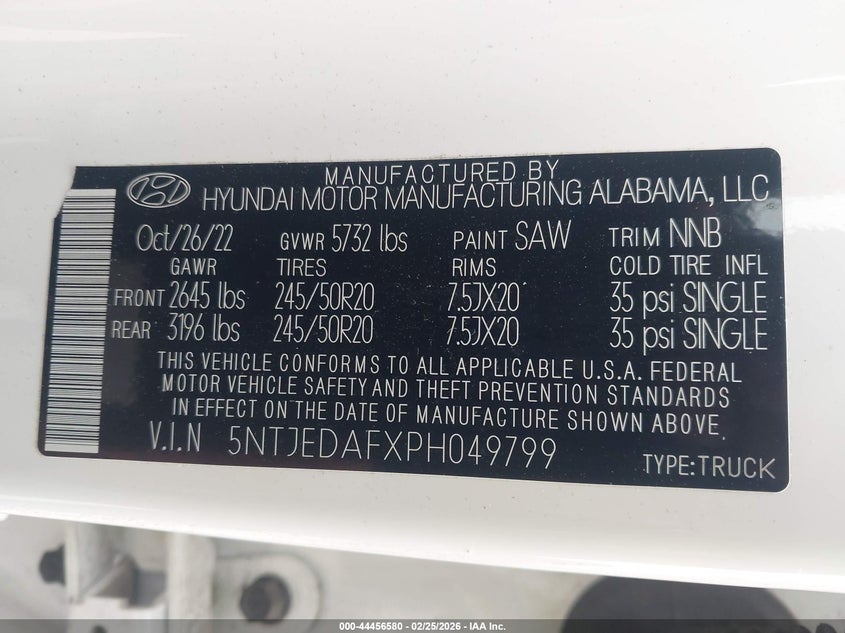 MANUFACTURED BY
HYUNDAI MOTOR MANUFACTURING ALABAMA, LLC
Oct/26/22 GVWR 5732 lbs PAINT SAW TRIM NNB
GAWR TIRES RIMS COLD TIRE INFL
FRONT 2645 lbs 245/50R20 7.5JX20 35 psi SINGLE
REAR 3196 lbs 245/50R20 7.5JX20 35 psi SINGLE
THIS VEHICLE CONFORMS TO ALL APPLICABLE U.S.A. FEDERAL
MOTOR VEHICLE SAFETY AND THEFT PREVENTION STANDARDS
IN EFFECT ON THE DATE OF MANUFACTURE SHOWN ABOVE.
V.I.N 5NTJEDAFXPH049799 TYPE:TRUCK
000-44456580 - 02/25/2026 - IAA Inc.